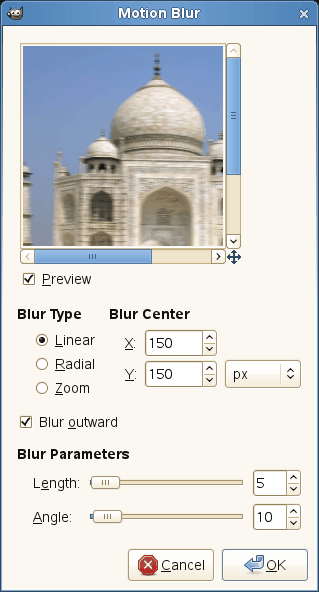 Motion Blur
Preview
Blur Type Blur Center
Linear X: 150
Radial Y: 150 px
Zoom
Blur outward
Blur Parameters
Length: 5
Angle: 10
Cancel OK